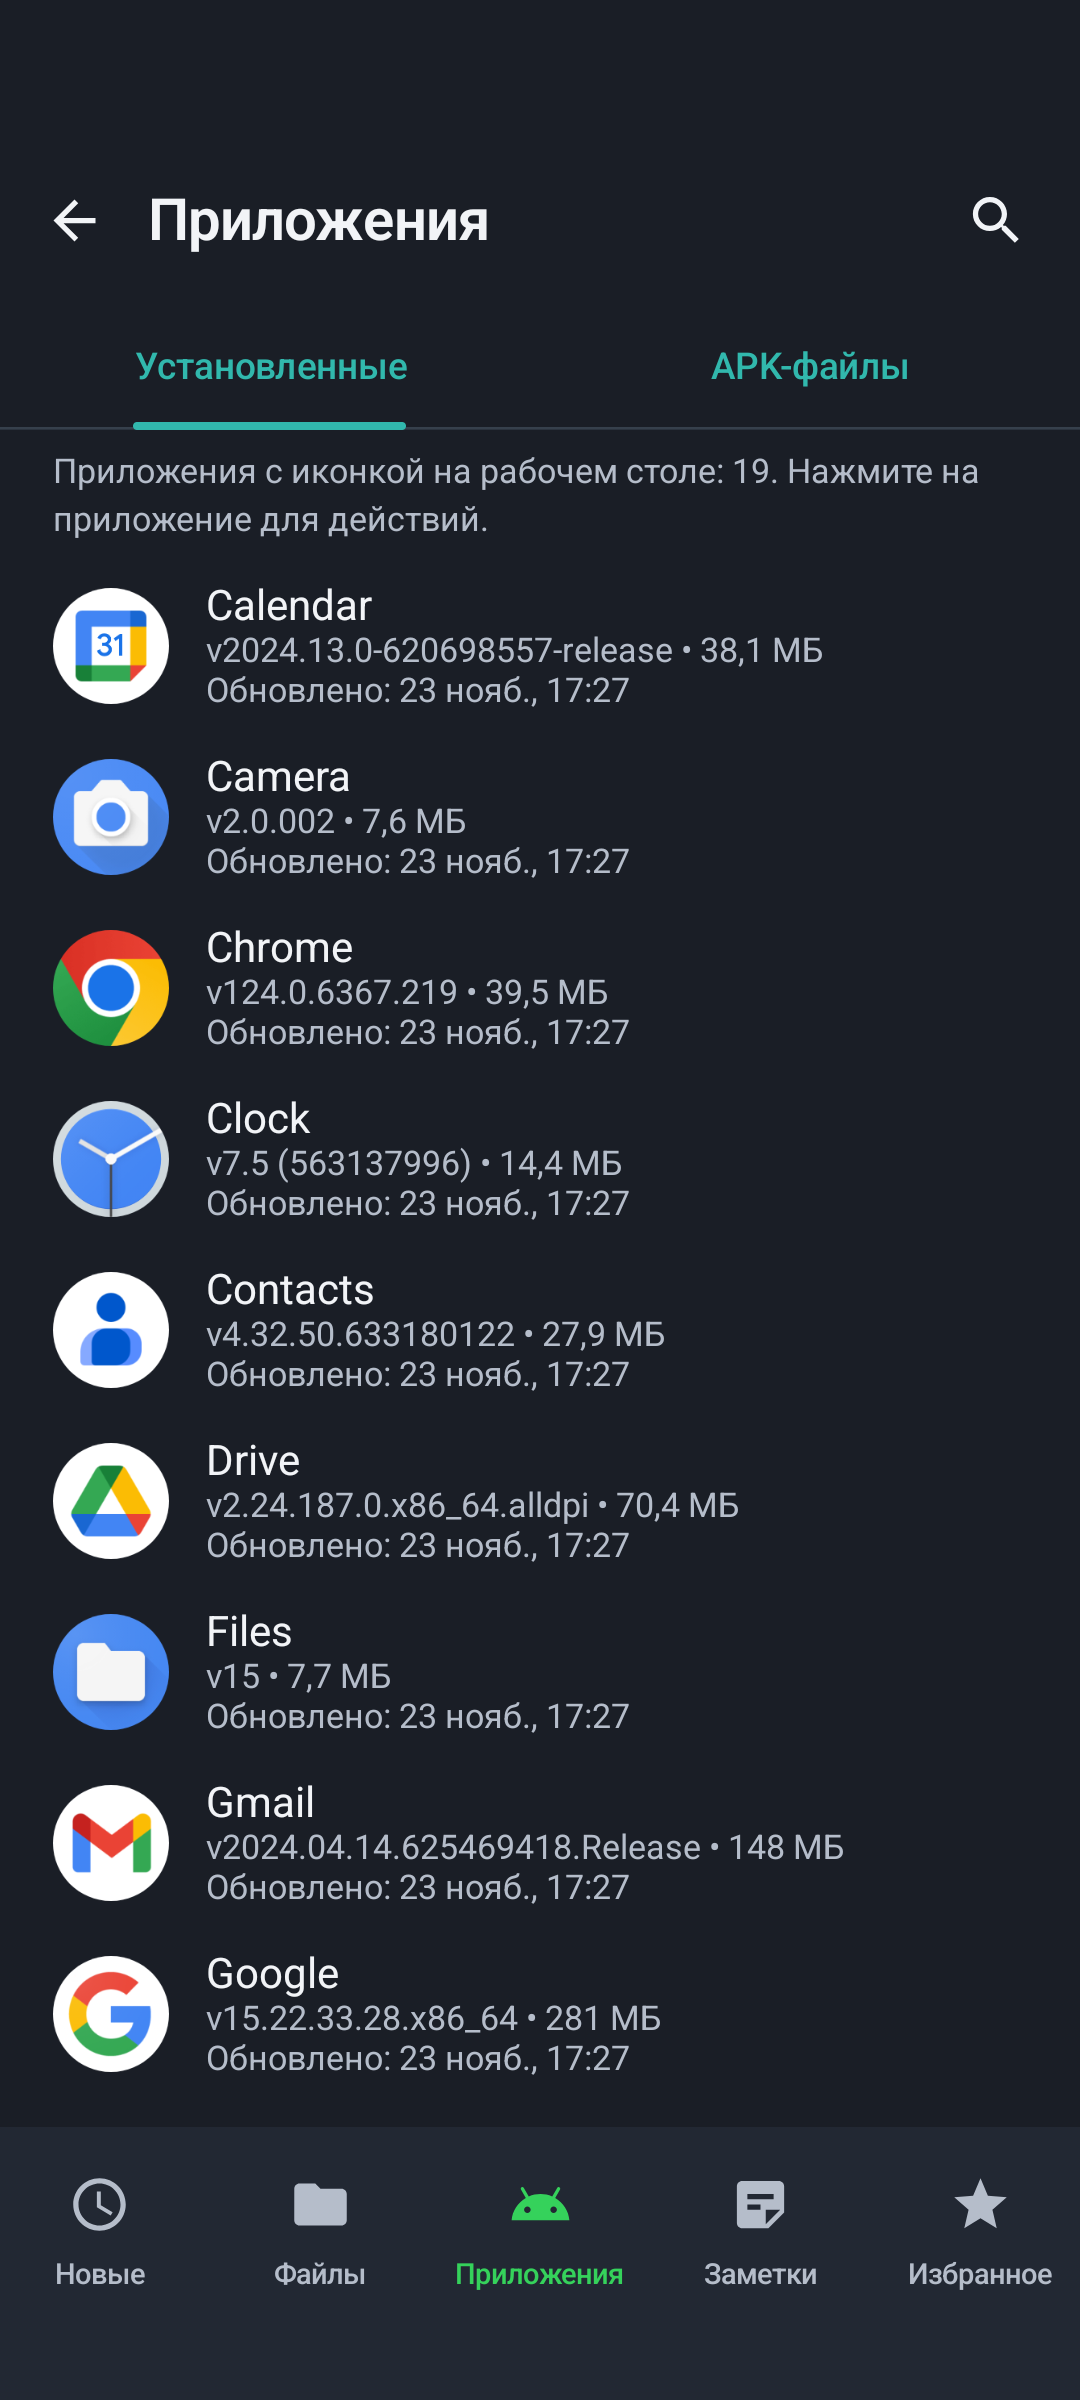 Приложения
Установленные
APK-файлы
Приложения с иконкой на рабочем столе: 19. Нажмите на
приложение для действий.
31
Calendar
v2024.13.0-620698557-release • 38,1 МБ
Обновлено: 23 нояб., 17:27
Camera
v2.0.002 • 7,6 МБ
Обновлено: 23 нояб., 17:27
Chrome
v124.0.6367.219 • 39,5 МБ
Обновлено: 23 нояб., 17:27
Clock
v7.5 (563137996) • 14,4 МБ
Обновлено: 23 нояб., 17:27
Contacts
v4.32.50.633180122 • 27,9 МБ
Обновлено: 23 нояб., 17:27
Drive
v2.24.187.0.x86_64.alldpi • 70,4 МБ
Обновлено: 23 нояб., 17:27
Files
v15 • 7,7 МБ
Обновлено: 23 нояб., 17:27
Gmail
v2024.04.14.625469418.Release • 148 МБ
Обновлено: 23 нояб., 17:27
Google
v15.22.33.28.x86_64 • 281 МБ
Обновлено: 23 нояб., 17:27
Новые
Файлы
Приложения
Заметки
Избранное